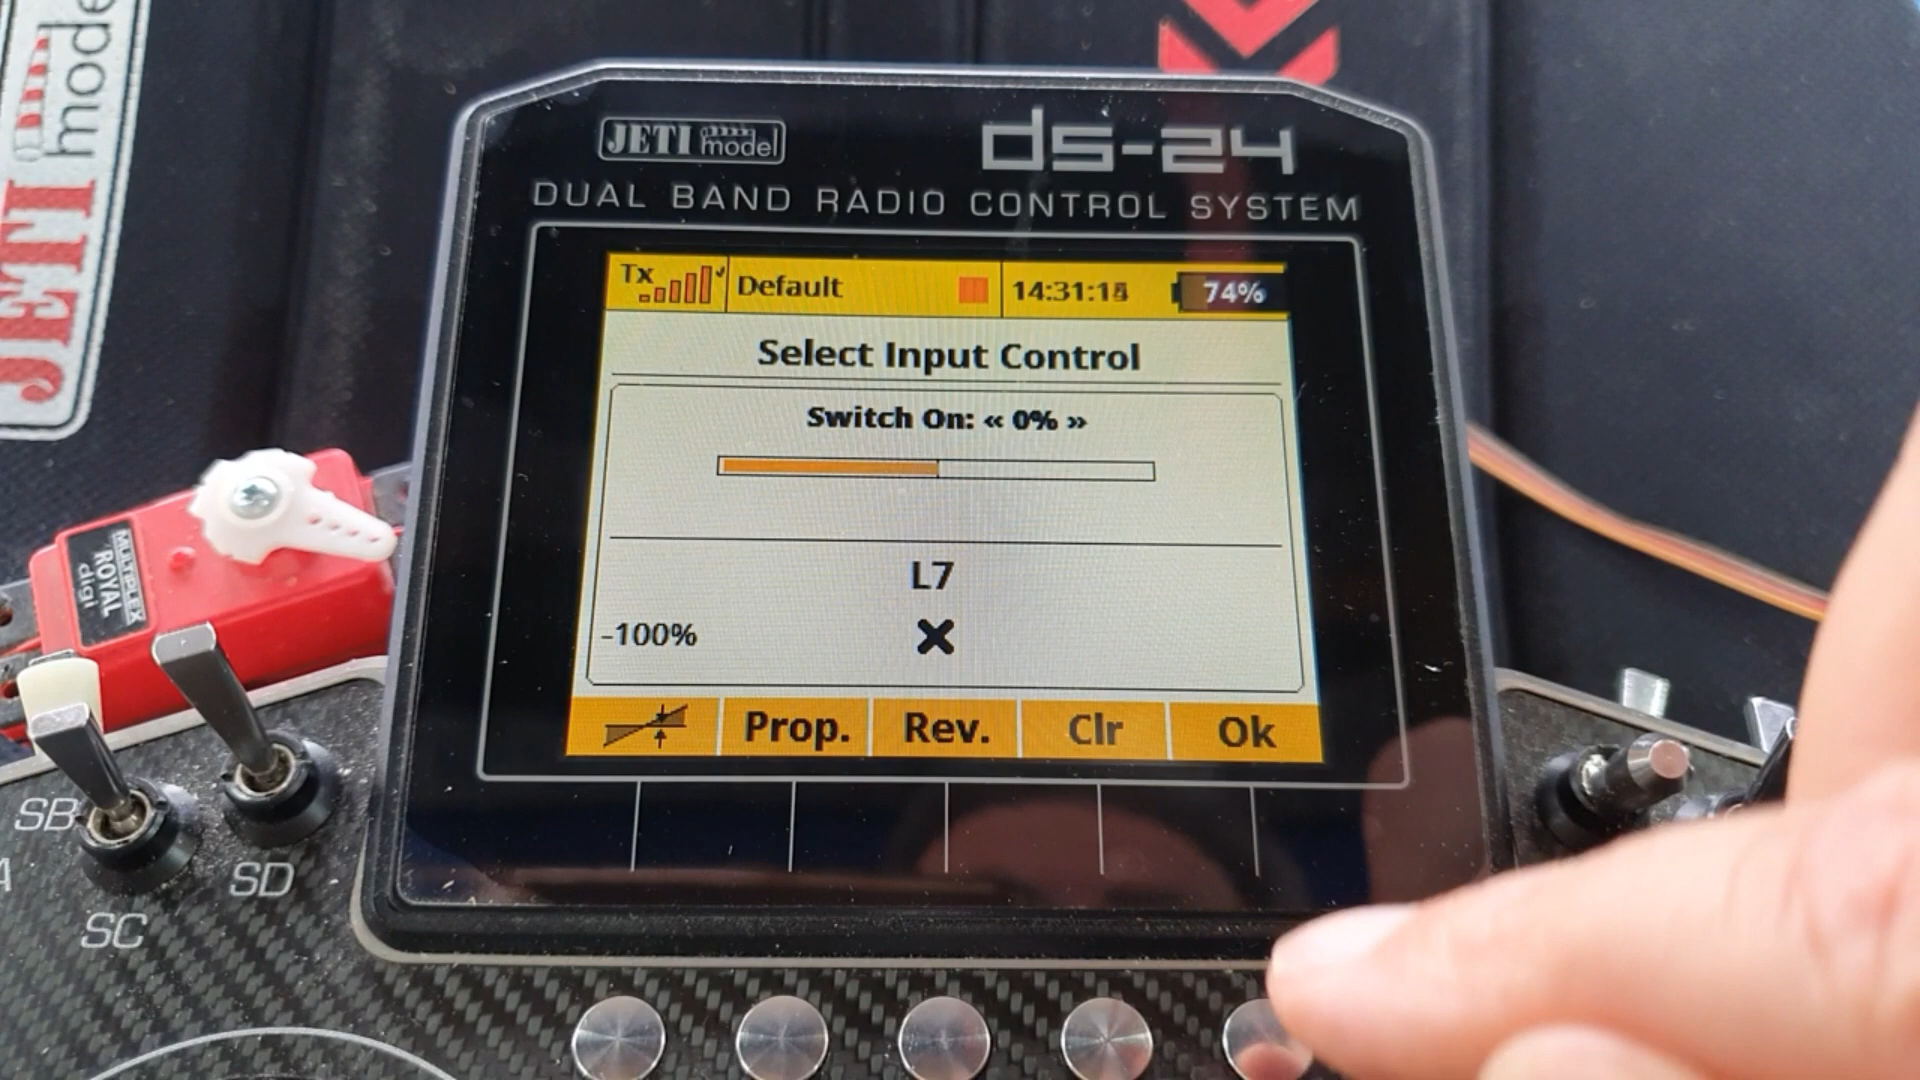 JETI model
JETI model
ds-24
DUAL BAND RADIO CONTROL SYSTEM
Tx Default 14:31:15 74%
Select Input Control
Switch On: « 0% »
L7
-100%
Prop. Rev. Clr Ok
MULTIPLEX
ROYAL
digi
SB
SD
SC
A